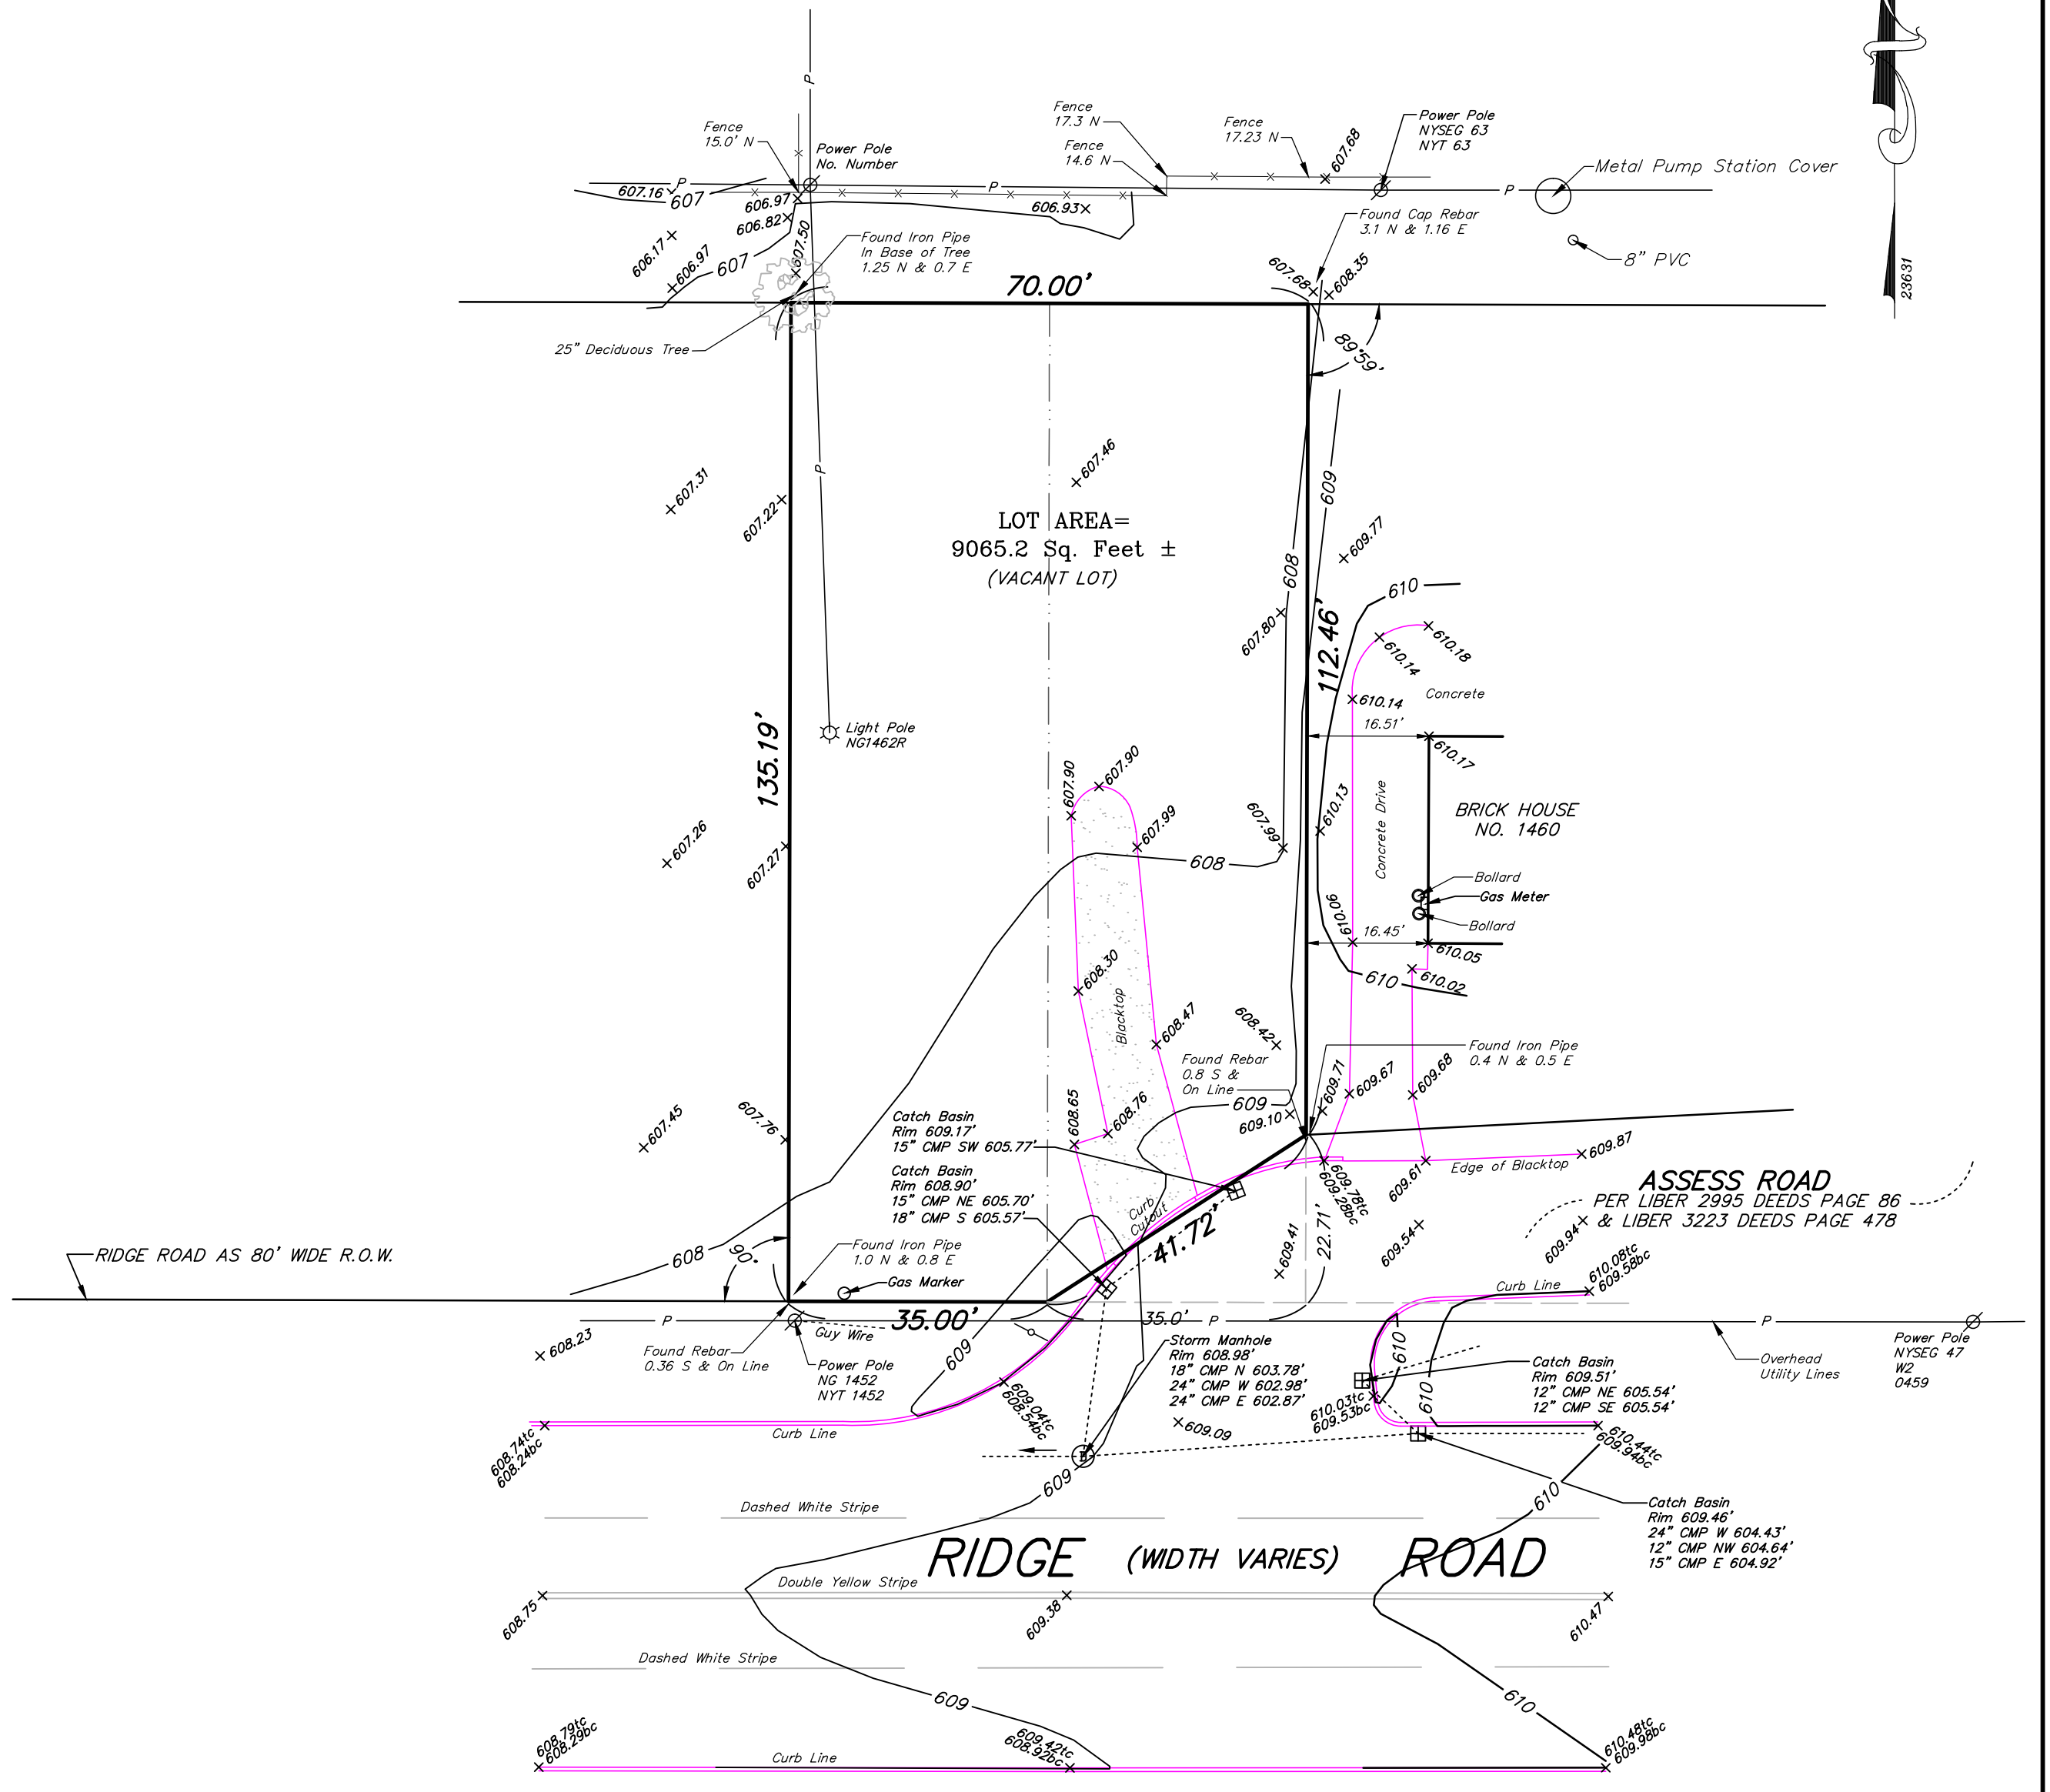 P
23631
Fence
17.3 N
Fence
14.6 N
Fence
17.23 N
607.68
Power Pole
NYSEG 63
NYT 63
Fence
15.0' N
Power Pole
No. Number
Metal Pump Station Cover
607.16
P
607
606.97
606.82
P
606.93
P
8" PVC
606.17
606.97
607
607.50
Found Iron Pipe
In Base of Tree
1.25 N & 0.7 E
Found Cap Rebar
3.1 N & 1.16 E
607.68
608.35
70.00'
25" Deciduous Tree
89°59'
P
607.31
607.22
607.46
609
609.77
LOT AREA=
9065.2 Sq. Feet ±
(VACANT LOT)
608
607.80
112.46'
610
610.18
610.14
610.14
Concrete
16.51'
610.17
135.19'
Light Pole
NG1462R
607.90
607.90
607.99
607.99
610.13
Concrete Drive
BRICK HOUSE
NO. 1460
607.26
607.27
608
Bollard
Gas Meter
Bollard
610.06
16.45'
610.05
610
610.02
608.30
Blacktop
608.47
608.42
Found Rebar
0.8 S &
On Line
Found Iron Pipe
0.4 N & 0.5 E
609.71
609.67
609.68
609
609.10
607.45
607.76
608.65
608.76
Catch Basin
Rim 609.17'
15" CMP SW 605.77'
Catch Basin
Rim 608.90'
15" CMP NE 605.70'
18" CMP S 605.57'
Curb
Cutout
41.72'
609.78tc
609.28bc
609.61
Edge of Blacktop
609.87
ASSESS ROAD
PER LIBER 2995 DEEDS PAGE 86
& LIBER 3223 DEEDS PAGE 478
609.41
22.71'
609.54
609.94
RIDGE ROAD AS 80' WIDE R.O.W.
608
90°
Found Iron Pipe
1.0 N & 0.8 E
Gas Marker
35.00'
35.0'
P
P
P
Curb Line
610.08tc
609.58bc
608.23
Found Rebar
0.36 S & On Line
Guy Wire
Power Pole
NG 1452
NYT 1452
609
609.04tc
608.54bc
Storm Manhole
Rim 608.98'
18" CMP N 603.78'
24" CMP W 602.98'
24" CMP E 602.87'
609.09
610
610
610.03tc
609.53bc
Catch Basin
Rim 609.51'
12" CMP NE 605.54'
12" CMP SE 605.54'
Overhead
Utility Lines
Power Pole
NYSEG 47
W2
0459
608.74tc
608.24bc
Curb Line
609
610.44tc
609.94bc
610
Catch Basin
Rim 609.46'
24" CMP W 604.43'
12" CMP NW 604.64'
15" CMP E 604.92'
Dashed White Stripe
RIDGE (WIDTH VARIES) ROAD
Double Yellow Stripe
608.75
609.38
610.47
Dashed White Stripe
609
610
608.79tc
608.29bc
Curb Line
609.42tc
608.92bc
610.48tc
609.98bc